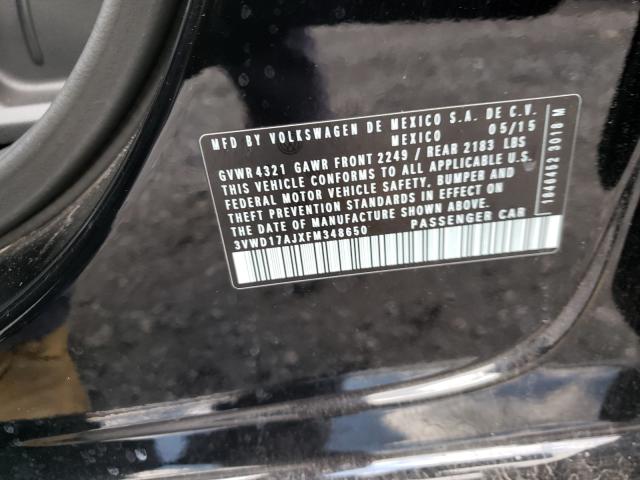 MFD BY VOLKSWAGEN DE MEXICO S.A. DE C.V.
MEXICO 05/15
GVWR 4321 GAWR FRONT 2249 / REAR 2183 LBS
THIS VEHICLE CONFORMS TO ALL APPLICABLE U.S.
FEDERAL MOTOR VEHICLE SAFETY, BUMPER AND
THEFT PREVENTION STANDARDS IN EFFECT ON
THE DATE OF MANUFACTURE SHOWN ABOVE.
3VWD17AJXFM348650 PASSENGER CAR